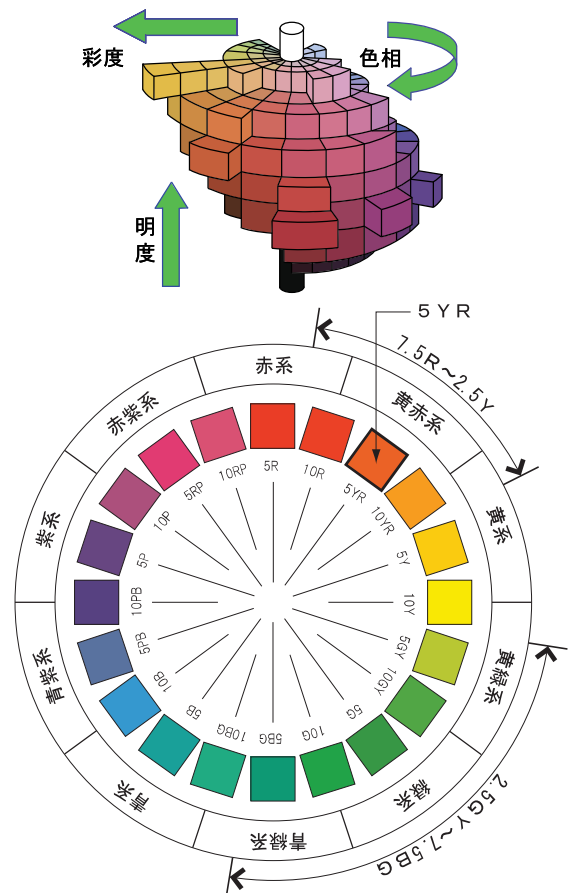 彩度
色相
明度
5YR
7.5R～2.5Y
赤系
黄赤系
黄系
黄緑系
緑系
青緑系
青系
青紫系
紫系
赤紫系
5R
10R
5YR
10YR
5Y
10Y
5GY
10GY
5G
10G
5BG
10BG
5B
10B
5PB
10PB
5P
10P
5RP
10RP
2.5GY～7.5BG